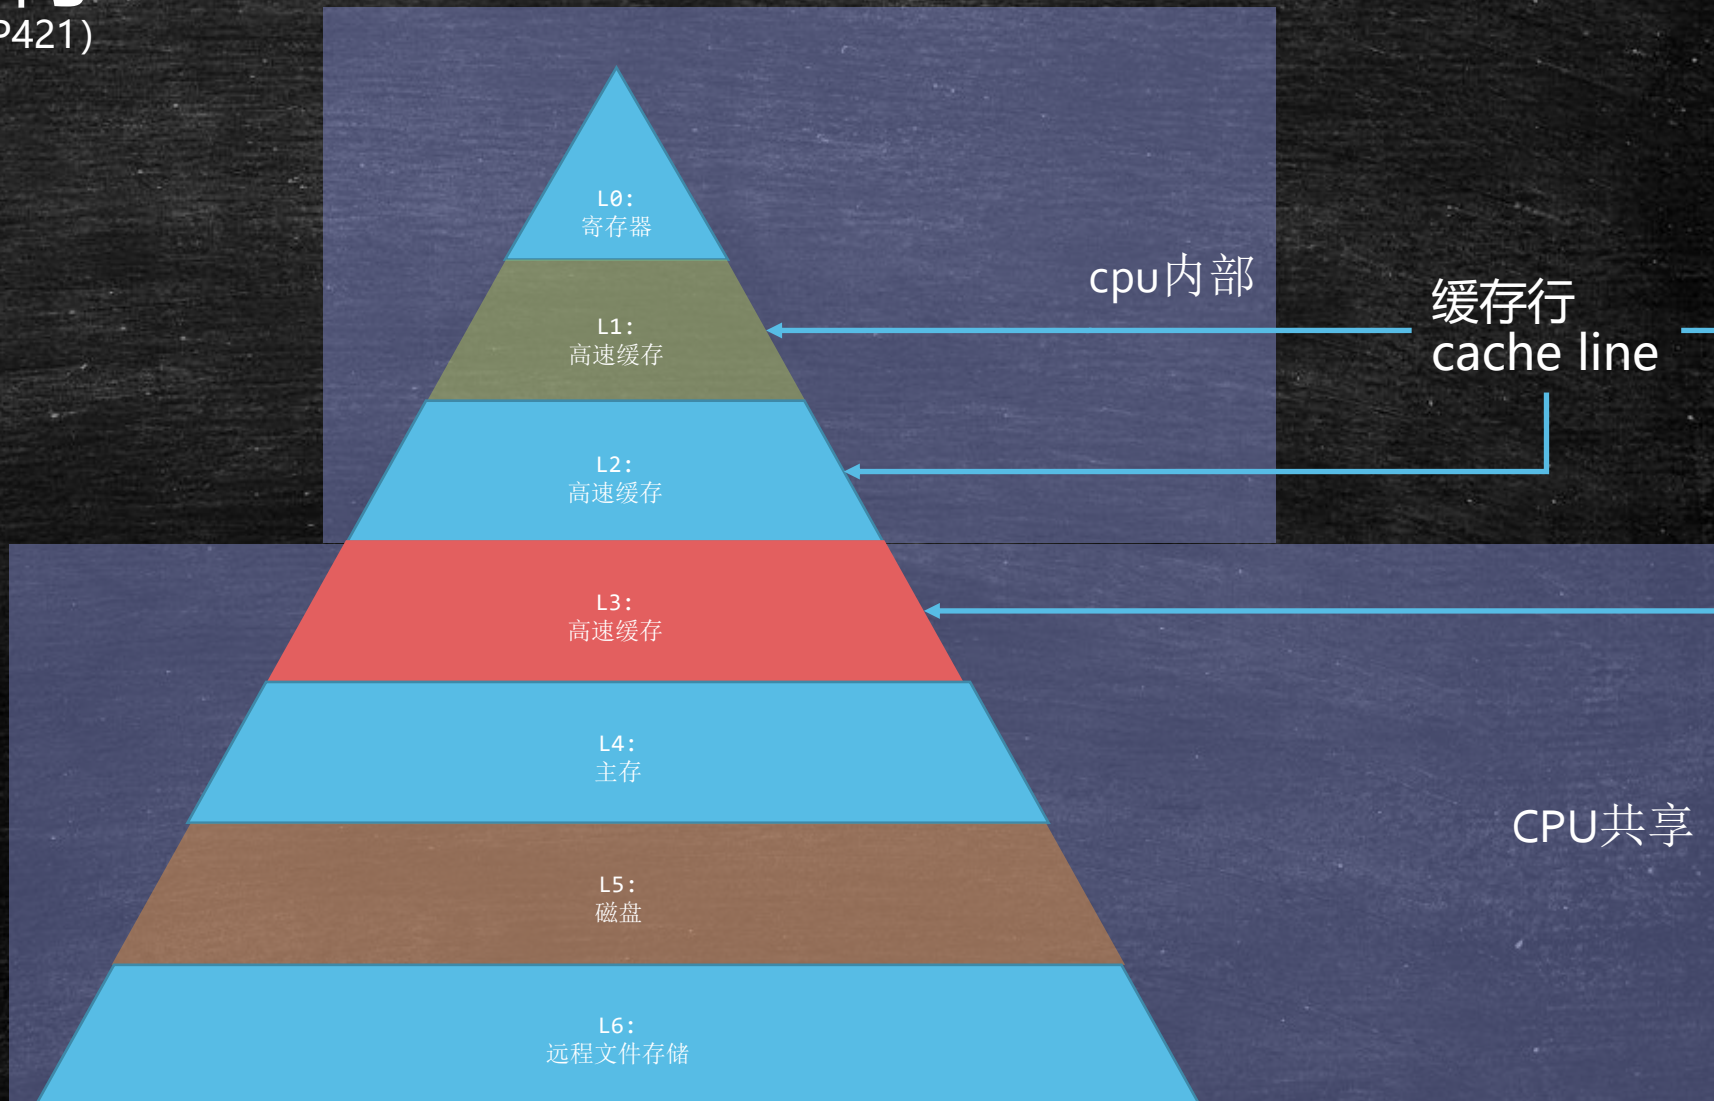 P421)
L0:
寄存器
cpu内部
缓存行
cache line
L1:
高速缓存
L2:
高速缓存
L3:
高速缓存
L4:
主存
CPU共享
L5:
磁盘
L6:
远程文件存储